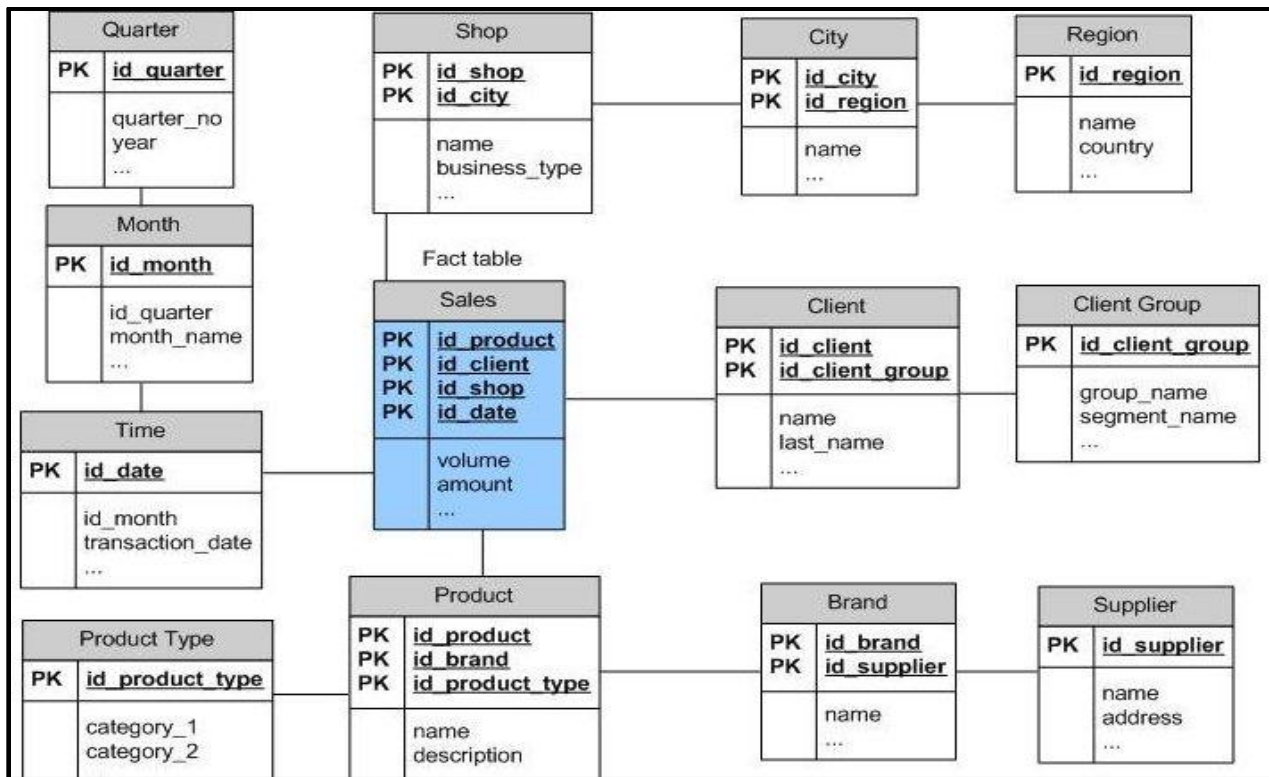 Quarter
PK id_quarter
quarter_no
year
...
Shop
PK id_shop
PK id_city
name
business_type
...
City
PK id_city
PK id_region
name
...
Region
PK id_region
name
country
...
Month
PK id_month
id_quarter
month_name
...
Fact table
Sales
PK id_product
PK id_client
PK id_shop
PK id_date
volume
amount
...
Client
PK id_client
PK id_client_group
name
last_name
...
Client Group
PK id_client_group
group_name
segment_name
...
Time
PK id_date
id_month
transaction_date
...
Product Type
PK id_product_type
category_1
category_2
Product
PK id_product
PK id_brand
PK id_product_type
name
description
Brand
PK id_brand
PK id_supplier
name
...
Supplier
PK id_supplier
name
address
...